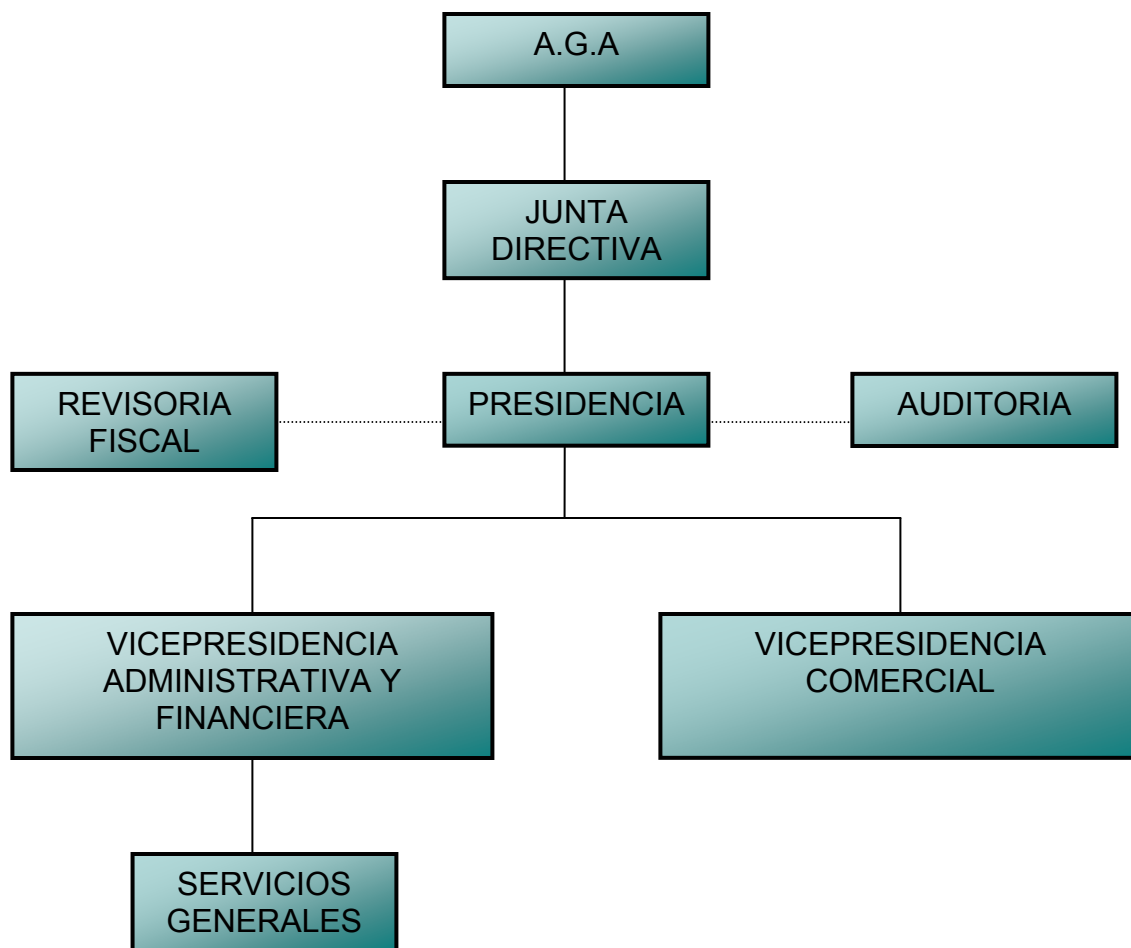 A.G.A
JUNTA
DIRECTIVA
REVISORIA
FISCAL
PRESIDENCIA
AUDITORIA
VICEPRESIDENCIA
ADMINISTRATIVA Y
FINANCIERA
VICEPRESIDENCIA
COMERCIAL
SERVICIOS
GENERALES